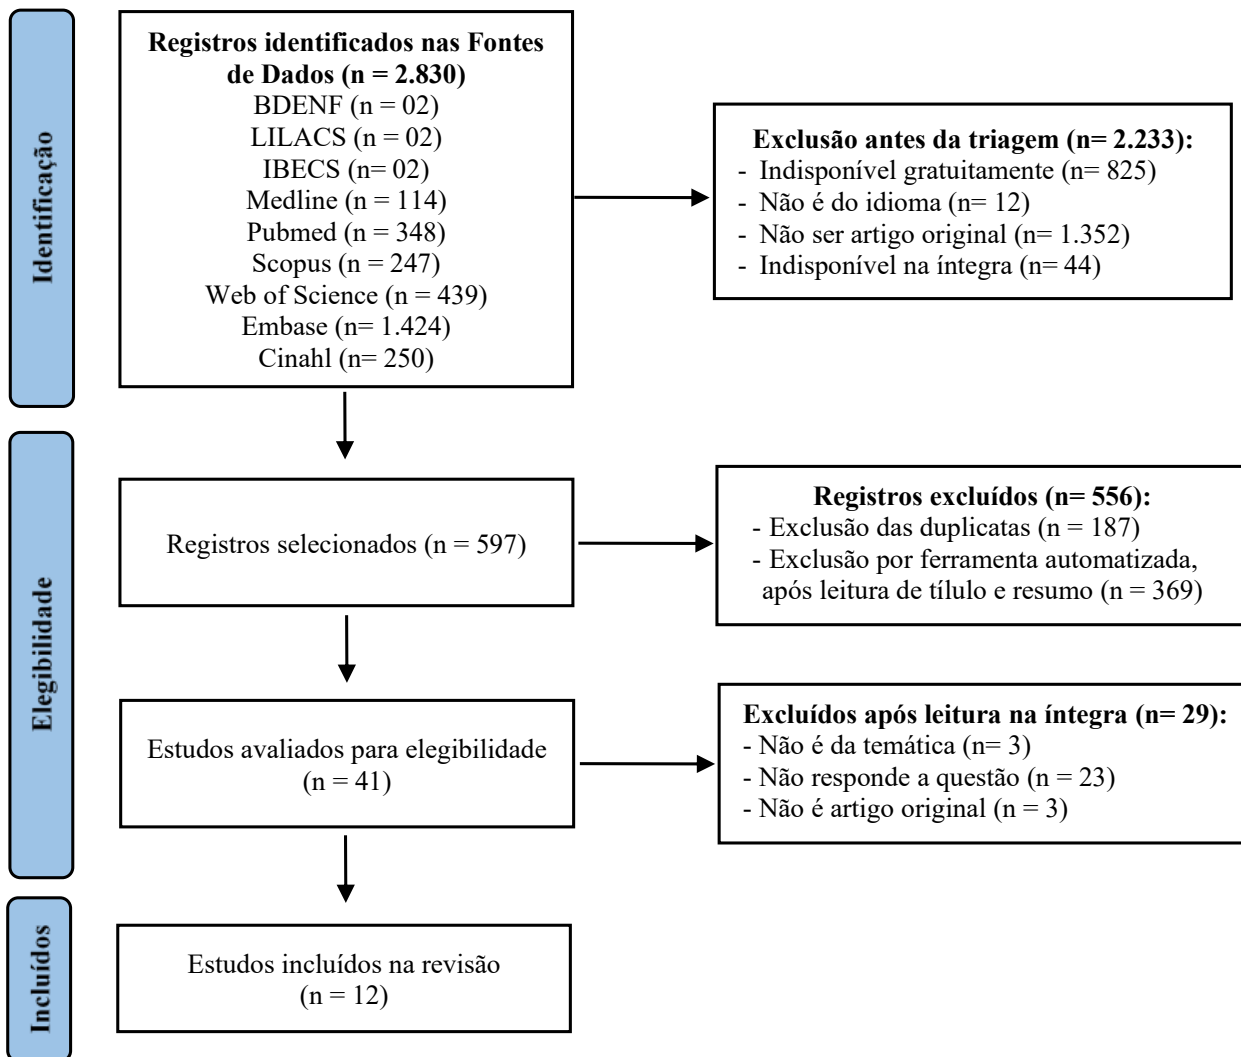 Identificação
Registros identificados nas Fontes
de Dados (n = 2.830)
BDENF (n = 02)
LILACS (n = 02)
IBECS (n= 02)
Medline (n = 114)
Pubmed (n = 348)
Scopus (n = 247)
Web of Science (n = 439)
Embase (n= 1.424)
Cinahl (n= 250)
Exclusão antes da triagem (n= 2.233):
- Indisponível gratuitamente (n= 825)
- Não é do idioma (n= 12)
- Não ser artigo original (n= 1.352)
- Indisponível na íntegra (n= 44)
Elegibilidade
Registros selecionados (n = 597)
Registros excluídos (n= 556):
- Exclusão das duplicatas (n = 187)
- Exclusão por ferramenta automatizada,
após leitura de tílulo e resumo (n = 369)
Estudos avaliados para elegibilidade
(n = 41)
Excluídos após leitura na íntegra (n= 29):
- Não é da temática (n= 3)
- Não responde a questão (n = 23)
- Não é artigo original (n = 3)
Incluídos
Estudos incluídos na revisão
(n = 12)